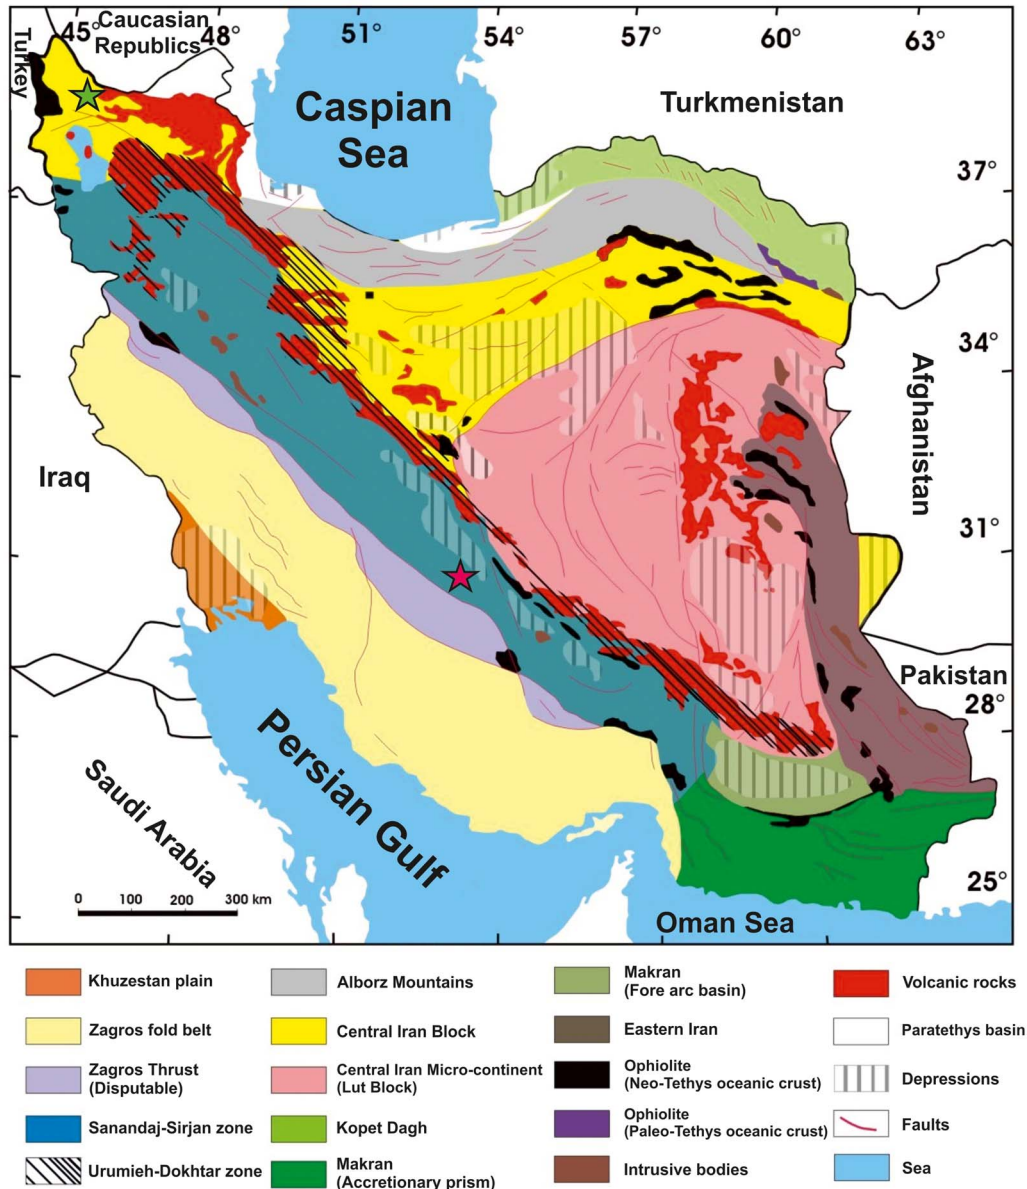 45°
Caucasian
Republics
48°
51°
54°
57°
60°
63°
Turkey
Caspian
Sea
Turkmenistan
37°
34°
Afghanistan
Iraq
31°
Pakistan
28°
Persian Gulf
Saudi Arabia
25°
0 100 200 300 km
Oman Sea
Khuzestan plain
Zagros fold belt
Zagros Thrust
(Disputable)
Sanandaj-Sirjan zone
Urumieh-Dokhtar zone
Alborz Mountains
Central Iran Block
Central Iran Micro-continent
(Lut Block)
Kopet Dagh
Makran
(Accretionary prism)
Makran
(Fore arc basin)
Eastern Iran
Ophiolite
(Neo-Tethys oceanic crust)
Ophiolite
(Paleo-Tethys oceanic crust)
Intrusive bodies
Volcanic rocks
Paratethys basin
Depressions
Faults
Sea